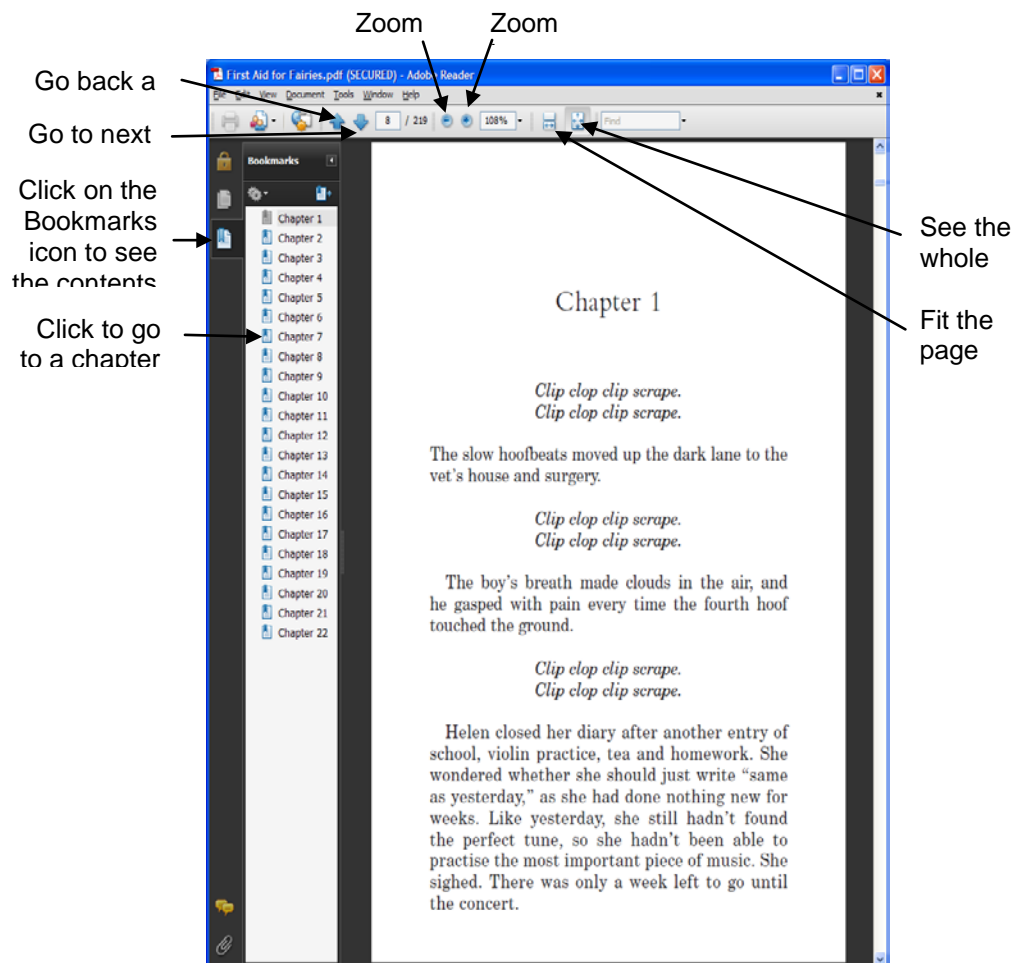 Zoom Zoom
First Aid for Fairies.pdf (SECURED) - Adobe Reader
Go back a
File Edit View Document Tools Window Help
8 / 219 108% Find
Go to next
Bookmarks
Click on the
Bookmarks
icon to see
the contents
Click to go
to a chapter
Chapter 1
Chapter 2
Chapter 3
Chapter 4
Chapter 5
Chapter 6
Chapter 7
Chapter 8
Chapter 9
Chapter 10
Chapter 11
Chapter 12
Chapter 13
Chapter 14
Chapter 15
Chapter 16
Chapter 17
Chapter 18
Chapter 19
Chapter 20
Chapter 21
Chapter 22
See the
whole
Fit the
page
Chapter 1
Clip clop clip scrape.
Clip clop clip scrape.
The slow hoofbeats moved up the dark lane to the
vet's house and surgery.
Clip clop clip scrape.
Clip clop clip scrape.
The boy's breath made clouds in the air, and
he gasped with pain every time the fourth hoof
touched the ground.
Clip clop clip scrape.
Clip clop clip scrape.
Helen closed her diary after another entry of
school, violin practice, tea and homework. She
wondered whether she should just write “same
as yesterday,” as she had done nothing new for
weeks. Like yesterday, she still hadn't found
the perfect tune, so she hadn't been able to
practise the most important piece of music. She
sighed. There was only a week left to go until
the concert.